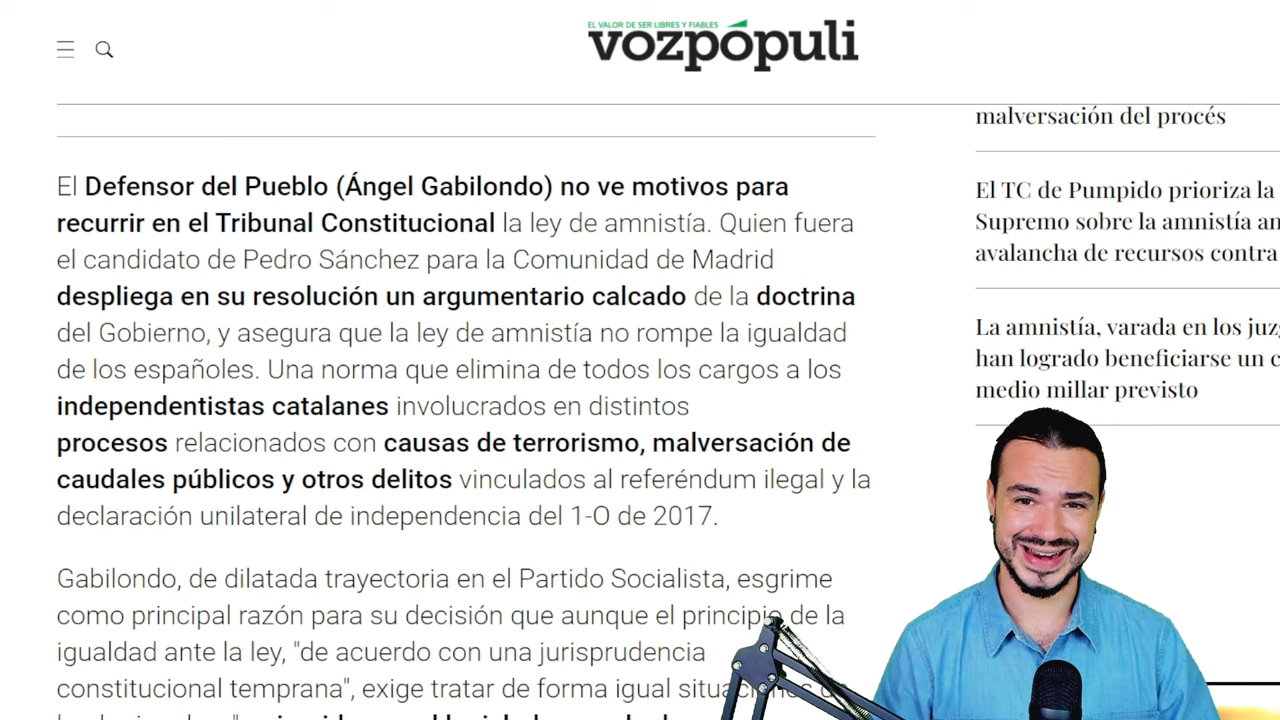 EL VALOR DE SER LIBRES Y FIABLES
vozpópuli
El Defensor del Pueblo (Ángel Gabilondo) no ve motivos para
recurrir en el Tribunal Constitucional la ley de amnistía. Quien fuera
el candidato de Pedro Sánchez para la Comunidad de Madrid
despliega en su resolución un argumentario calcado de la doctrina
del Gobierno, y asegura que la ley de amnistía no rompe la igualdad
de los españoles. Una norma que elimina de todos los cargos a los
independentistas catalanes involucrados en distintos
procesos relacionados con causas de terrorismo, malversación de
caudales públicos y otros delitos vinculados al referéndum ilegal y la
declaración unilateral de independencia del 1-O de 2017.
Gabilondo, de dilatada trayectoria en el Partido Socialista, esgrime
como principal razón para su decisión que aunque el principio de la
igualdad ante la ley, "de acuerdo con una jurisprudencia
constitucional temprana", exige tratar de forma igual
malversación del procés
El TC de Pumpido prioriza la
Supremo sobre la amnistía
avalancha de recursos contra
La amnistía, varada en los
han logrado beneficiarse un
medio millar previsto